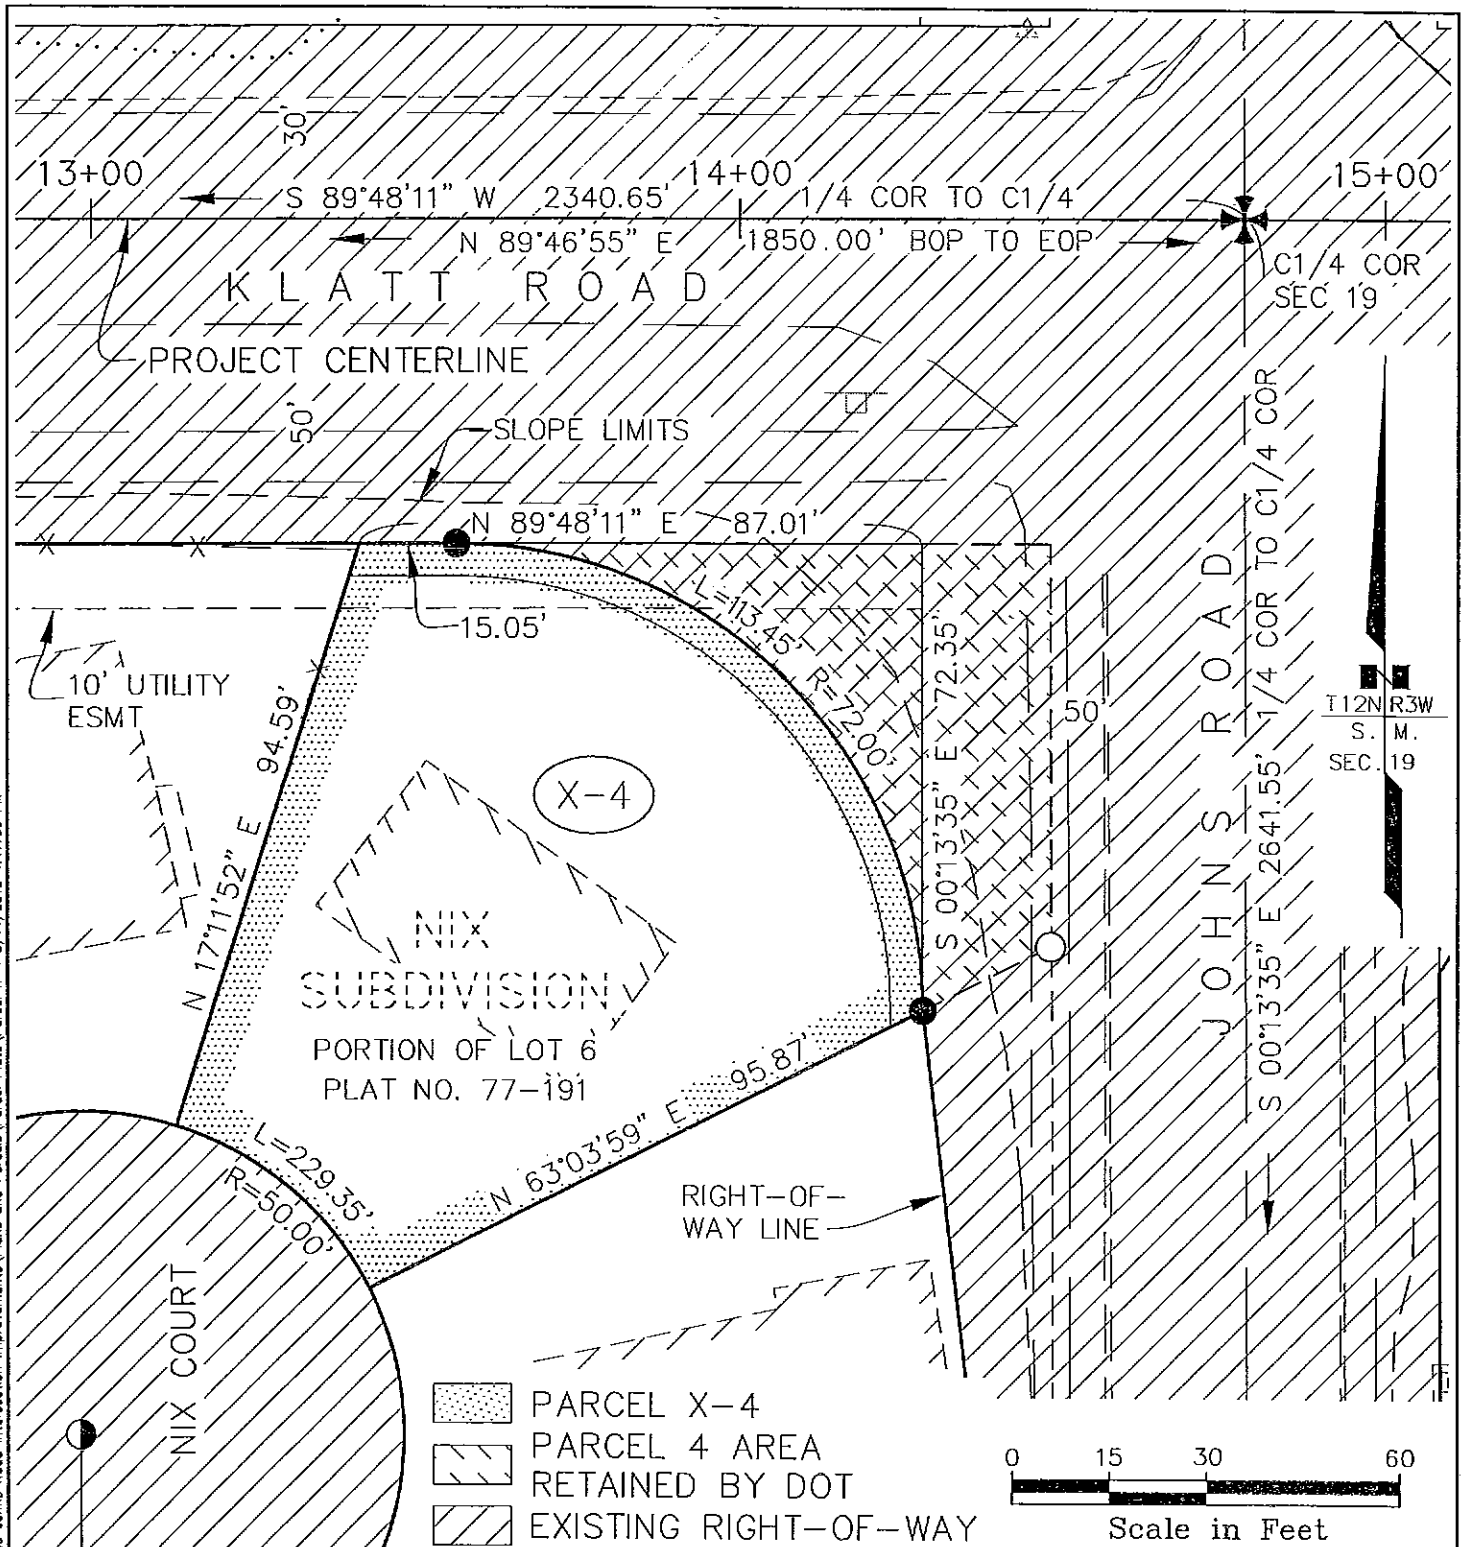 30'
13+00
14+00
15+00
S 89°48'11" W 2340.65' 1/4 COR TO C1/4
N 89°46'55" E 1850.00' BOP TO EOP
C1/4 COR
SEC 19
KLATT ROAD
PROJECT CENTERLINE
50'
SLOPE LIMITS
N 89°48'11" E 87.01'
15.05'
10' UTILITY
ESMT
L=113.45' R=72.00'
S 00°13'35" E 72.35'
50'
JOHNS ROAD
S 00°13'35" E 2641.55' 1/4 COR TO C1/4 COR
T12N R3W
S. M.
SEC. 19
N 17°11'52" E 94.59'
X-4
NIX
SUBDIVISION
PORTION OF LOT 6
PLAT NO. 77-191
N 63°03'59" E 95.87'
L=229.35'
R=50.00'
RIGHT-OF-
WAY LINE
NIX COURT
PARCEL X-4
PARCEL 4 AREA
RETAINED BY DOT
EXISTING RIGHT-OF-WAY
0 15 30 60
Scale in Feet